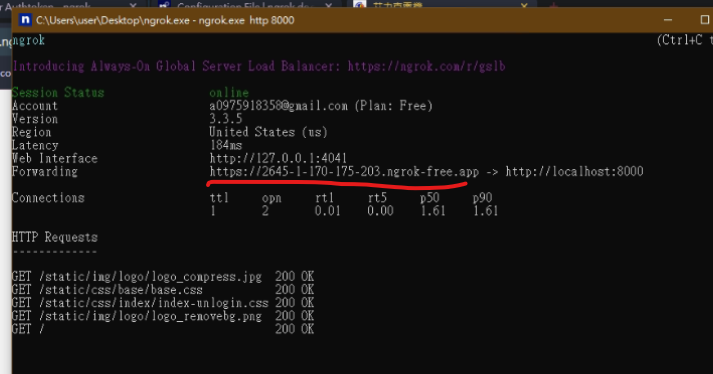 Authtoken - ngrok
Configuration File | ngrok do
C:\Users\user\Desktop\ngrok.exe - ngrok.exe http 8000
ngrok
(Ctrl+C t
Introducing Always-On Global Server Load Balancer: https://ngrok.com/r/gslb
Session Status online
Account a0975918358@gmail.com (Plan: Free)
Version 3.3.5
Region United States (us)
Latency 184ms
Web Interface http://127.0.0.1:4041
Forwarding https://2645-1-170-175-203.ngrok-free.app -> http://localhost:8000
Connections ttl opn rt1 rt5 p50 p90
1 2 0.01 0.00 1.61 1.61
HTTP Requests
-------------
GET /static/img/logo/logo_compress.jpg 200 OK
GET /static/css/base/base.css 200 OK
GET /static/css/index/index-unlogin.css 200 OK
GET /static/img/logo/logo_removebg.png 200 OK
GET / 200 OK